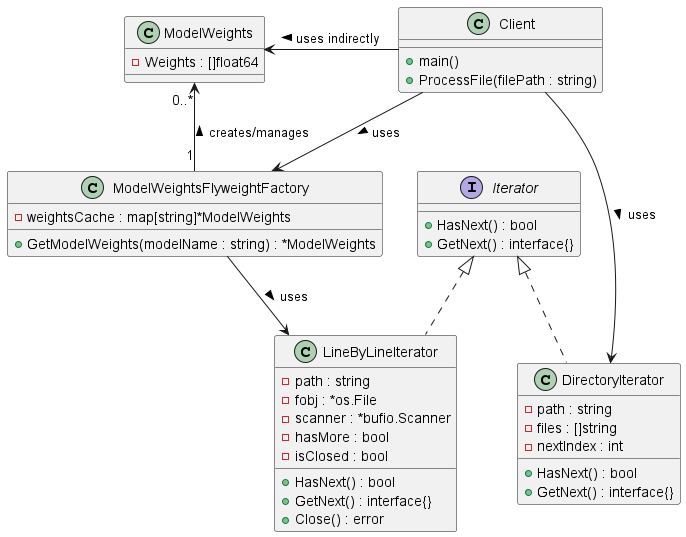 C ModelWeights
Weights : []float64
uses indirectly
C Client
main()
ProcessFile(filePath : string)
0..*
creates/manages
1
uses
C ModelWeightsFlyweightFactory
weightsCache : map[string]*ModelWeights
GetModelWeights(modelName : string) : *ModelWeights
I Iterator
HasNext() : bool
GetNext() : interface{}
uses
uses
C LineByLineIterator
path : string
fobj : *os.File
scanner : *bufio.Scanner
hasMore : bool
isClosed : bool
HasNext() : bool
GetNext() : interface{}
Close() : error
C DirectoryIterator
path : string
files : []string
nextIndex : int
HasNext() : bool
GetNext() : interface{}